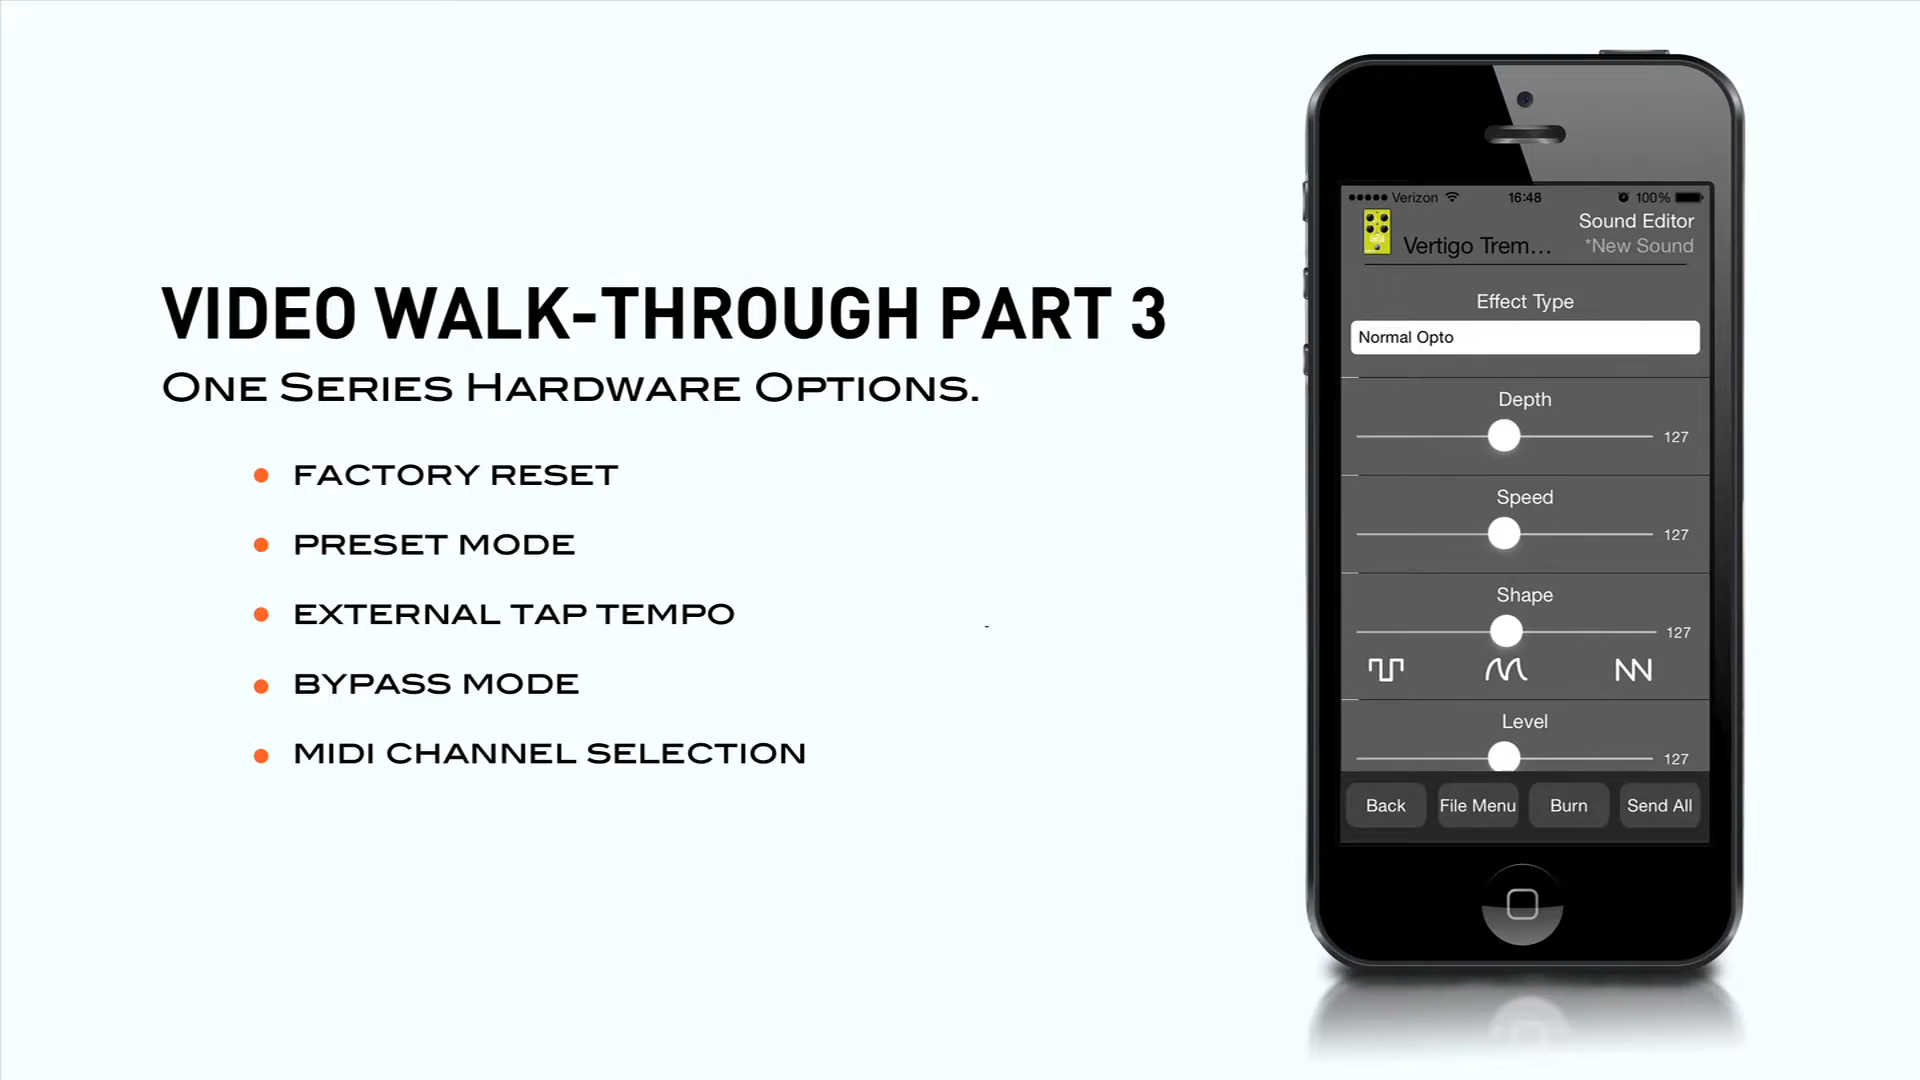 VIDEO WALK-THROUGH PART 3
ONE SERIES HARDWARE OPTIONS.
FACTORY RESET
PRESET MODE
EXTERNAL TAP TEMPO
BYPASS MODE
MIDI CHANNEL SELECTION
Verizon 16:48 100%
Sound Editor
Vertigo Trem... *New Sound
Effect Type
Normal Opto
Depth
127
Speed
127
Shape
127
Level
127
Back File Menu Burn Send All